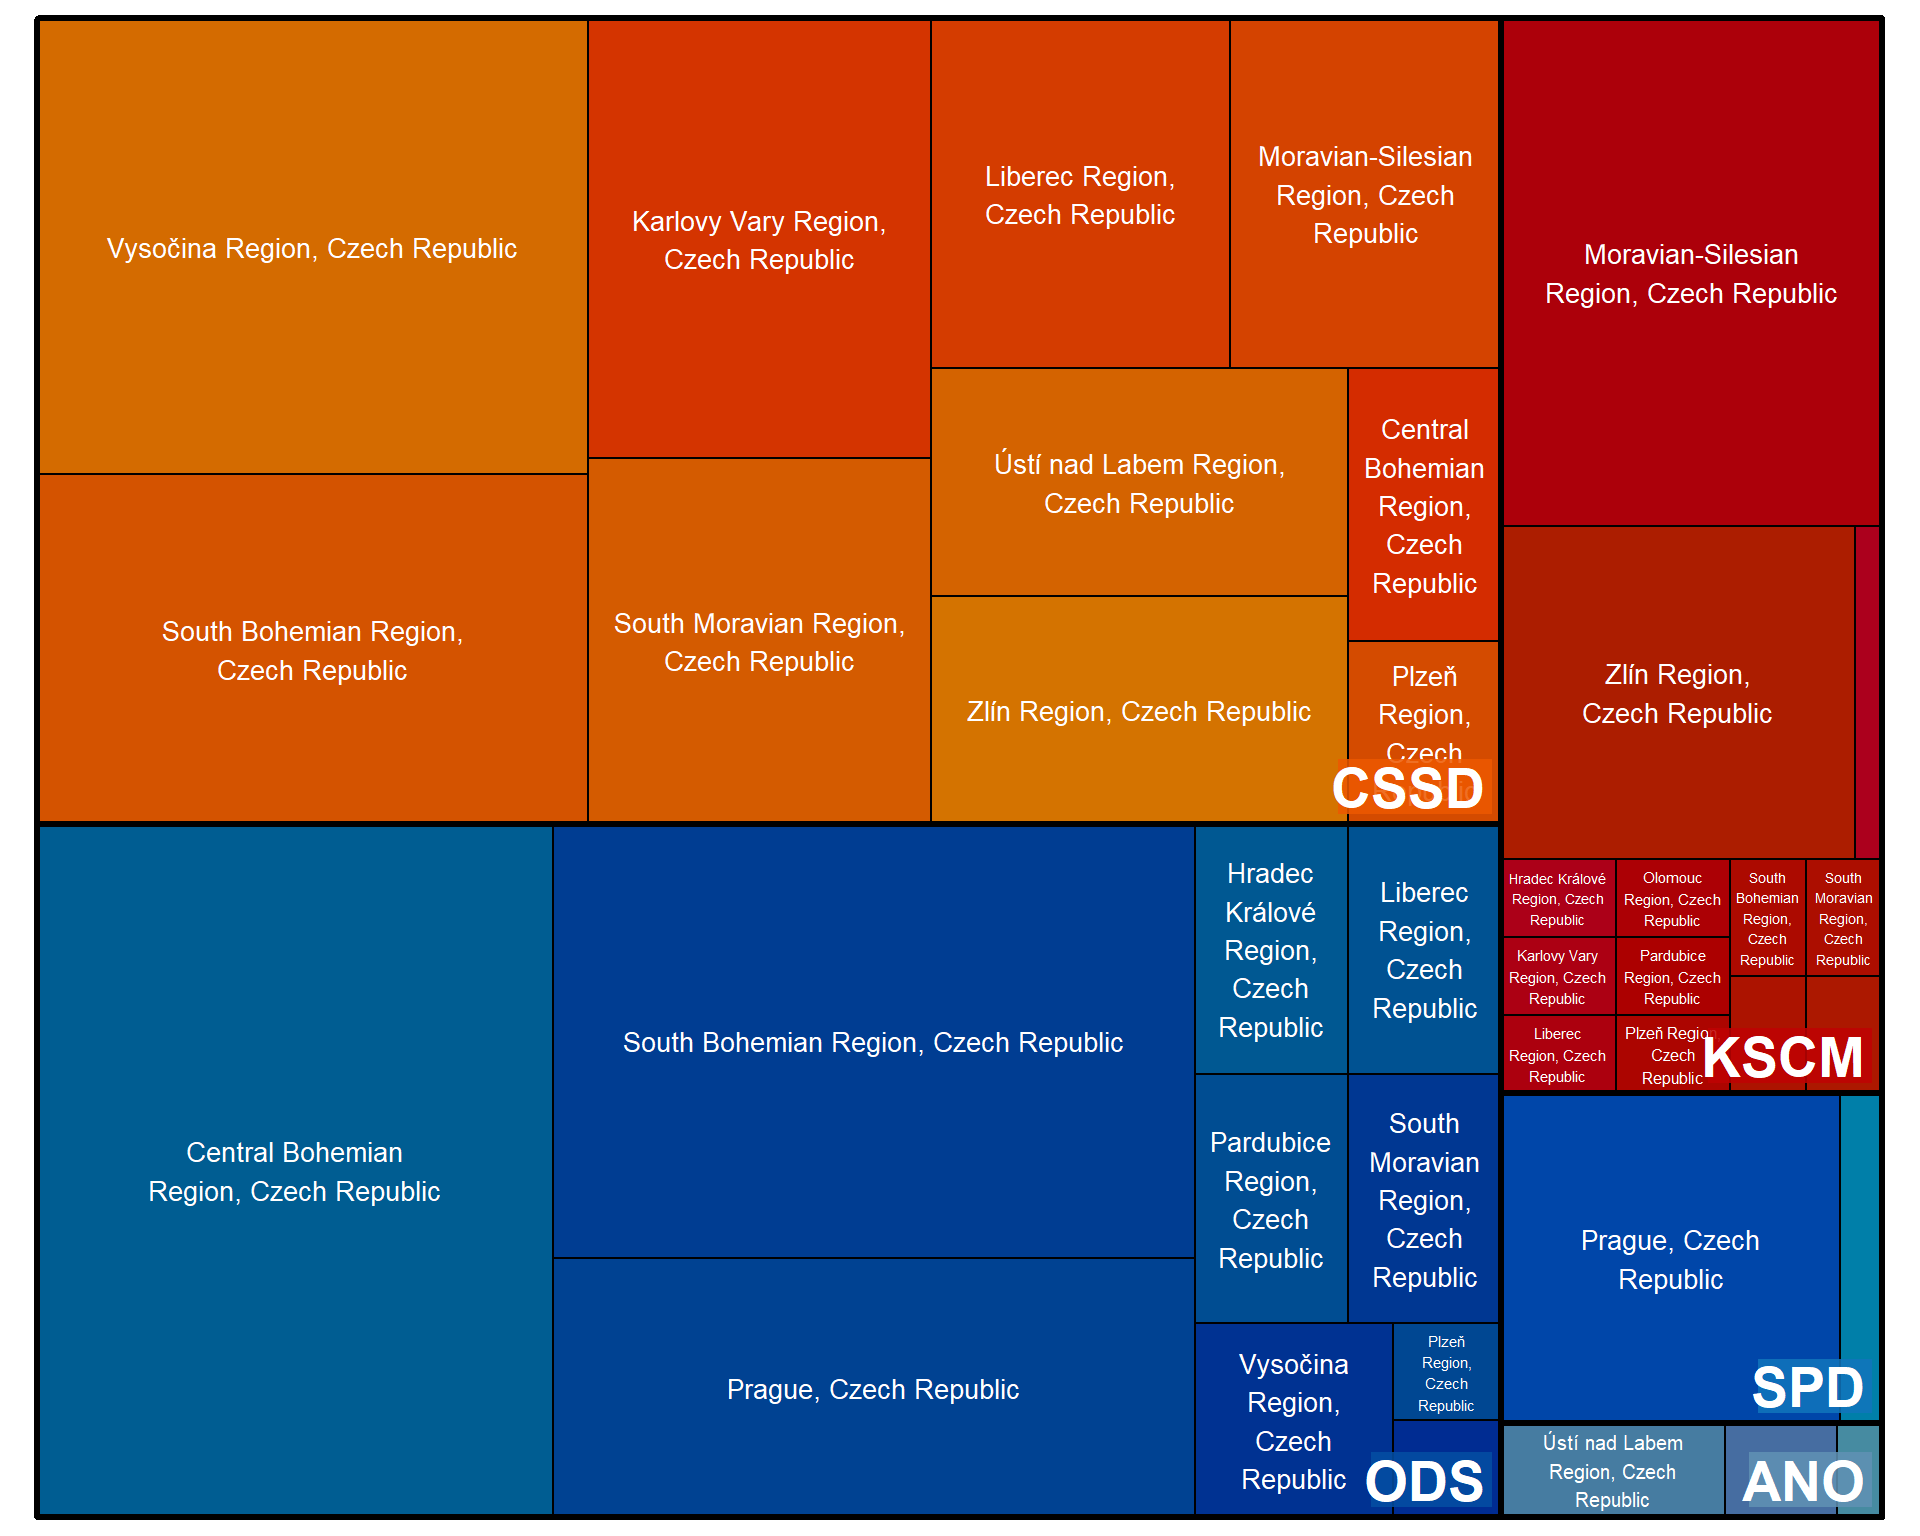 Vysočina Region, Czech Republic
Karlovy Vary Region,
Czech Republic
Liberec Region,
Czech Republic
Moravian-Silesian
Region, Czech
Republic
Moravian-Silesian
Region, Czech Republic
South Bohemian Region,
Czech Republic
South Moravian Region,
Czech Republic
Ústí nad Labem Region,
Czech Republic
Central
Bohemian
Region,
Czech
Republic
Zlín Region, Czech Republic
Plzeň
Region,
Czech
CSSD
Zlín Region,
Czech Republic
Hradec Králové
Region, Czech
Republic
Olomouc
Region, Czech
Republic
South
Bohemian
Region,
Czech
Republic
South
Moravian
Region,
Czech
Republic
Karlovy Vary
Region, Czech
Republic
Pardubice
Region, Czech
Republic
Liberec
Region, Czech
Republic
Plzeň Region,
Czech
Republic
KSCM
Central Bohemian
Region, Czech Republic
South Bohemian Region, Czech Republic
Prague, Czech Republic
Hradec
Králové
Region,
Czech
Republic
Liberec
Region,
Czech
Republic
Pardubice
Region,
Czech
Republic
South
Moravian
Region,
Czech
Republic
Vysočina
Region,
Czech
Republic
Plzeň
Region,
Czech
Republic
ODS
Prague, Czech
Republic
SPD
Ústí nad Labem
Region, Czech
Republic
ANO